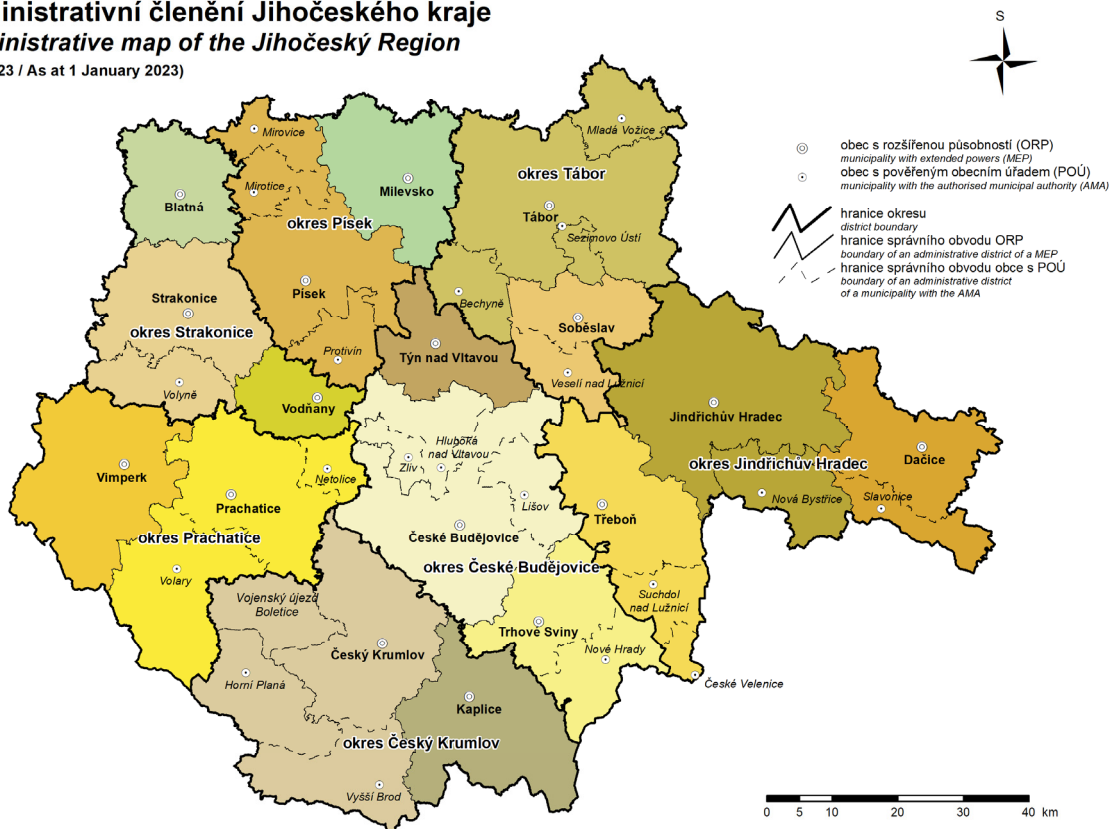 inistrativní členění Jihočeského kraje
inistrative map of the Jihočeský Region
23 / As at 1 January 2023)
S
obec s rozšířenou působností (ORP)
municipality with extended powers (MEP)
obec s pověřeným obecním úřadem (POÚ)
municipality with the authorised municipal authority (AMA)
hranice okresu
district boundary
hranice správního obvodu ORP
boundary of an administrative district of a MEP
hranice správního obvodu obce s POÚ
boundary of an administrative district
of a municipality with the AMA
Mladá Vožice
Mirovice
okres Tábor
Mirotice
Milevsko
Blatná
Tábor
okres Písek
Sezimovo Ústí
Písek
Strakonice
Bechyně
okres Strakonice
Soběslav
Protivín
Týn nad Vltavou
Volyně
Veselí nad Lužnicí
Vodňany
Jindřichův Hradec
Hluboká
nad Vltavou
Zliv
okres Jindřichův Hradec
Dačice
Vimperk
Netolice
Nová Bystřice
Slavonice
Prachatice
Lišov
Třeboň
okres Prachatice
České Budějovice
okres České Budějovice
Volary
Suchdol
nad Lužnicí
Vojenský újezd
Boletice
Trhové Sviny
Nové Hrady
Český Krumlov
Horní Planá
České Velenice
Kaplice
okres Český Krumlov
Vyšší Brod
0 5 10 20 30 40 km